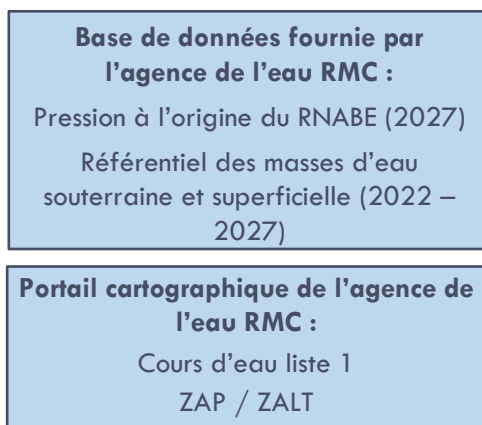 Base de données fournie par
l’agence de l’eau RMC :
Pression à l’origine du RNABE (2027)
Référentiel des masses d’eau
souterraine et superficielle (2022 –
2027)
Portail cartographique de l’agence de
l’eau RMC :
Cours d’eau liste 1
ZAP / ZALT